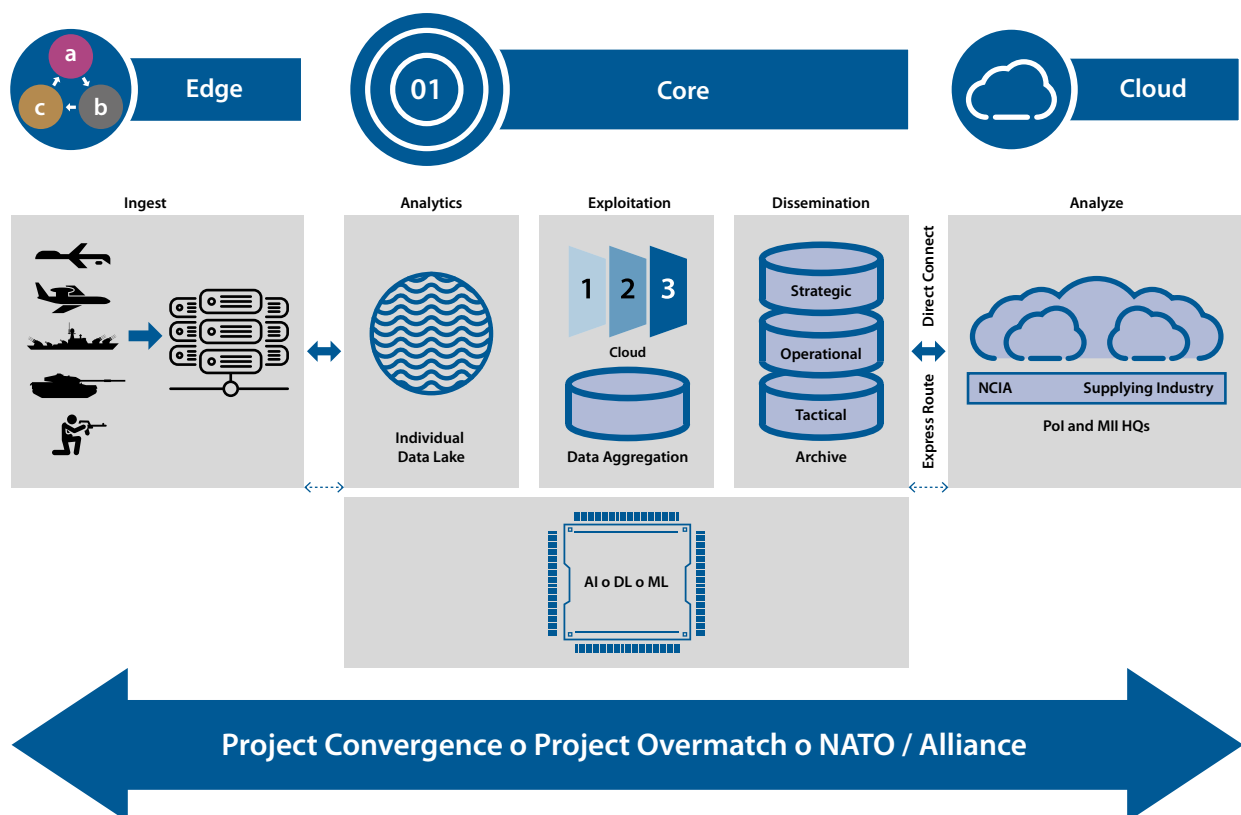 a
c
b
Edge
01
Core
Cloud
Ingest
Analytics
Exploitation
Dissemination
Analyze
1
2
3
Cloud
Data Aggregation
Individual
Data Lake
Strategic
Operational
Tactical
Archive
Direct Connect
Express Route
NCIA
Supplying Industry
PoI and MII HQs
AI o DL o ML
Project Convergence o Project Overmatch o NATO / Alliance